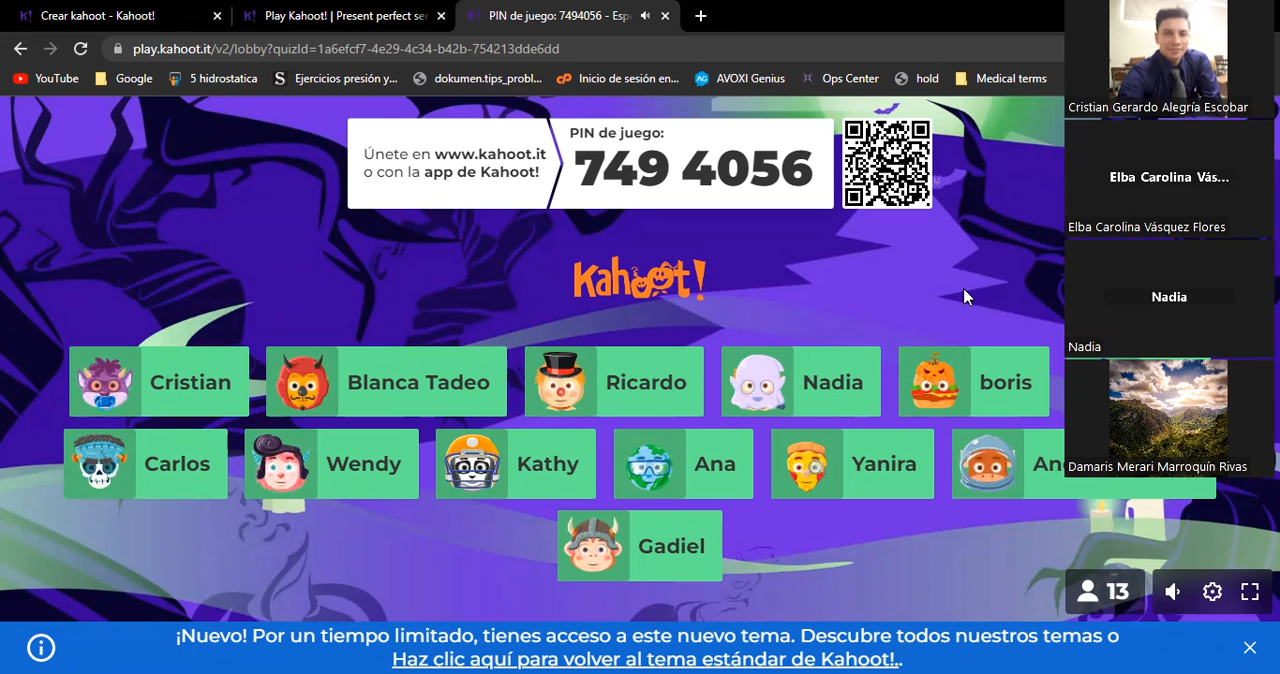 Crear kahoot - Kahoot!
Play Kahoot! | Present perfect ser
PIN de juego: 7494056 - Esp
play.kahoot.it/v2/lobby?quizId=1a6efcf7-4e29-4c34-b42b-754213dde6dd
YouTube
Google
5 hidrostatica
Ejercicios presión y...
dokumen.tips_probl...
Inicio de sesión en...
AVOXI Genius
Ops Center
hold
Medical terms
Únete en www.kahoot.it
o con la app de Kahoot!
PIN de juego:
749 4056
Kahoot!
Cristian
Blanca Tadeo
Ricardo
Nadia
boris
Carlos
Wendy
Kathy
Ana
Yanira
Gadiel
Cristian Gerardo Alegría Escobar
Elba Carolina Vás...
Elba Carolina Vásquez Flores
Nadia
Nadia
Damaris Merari Marroquín Rivas
13
¡Nuevo! Por un tiempo limitado, tienes acceso a este nuevo tema. Descubre todos nuestros temas o
Haz clic aquí para volver al tema estándar de Kahoot!..